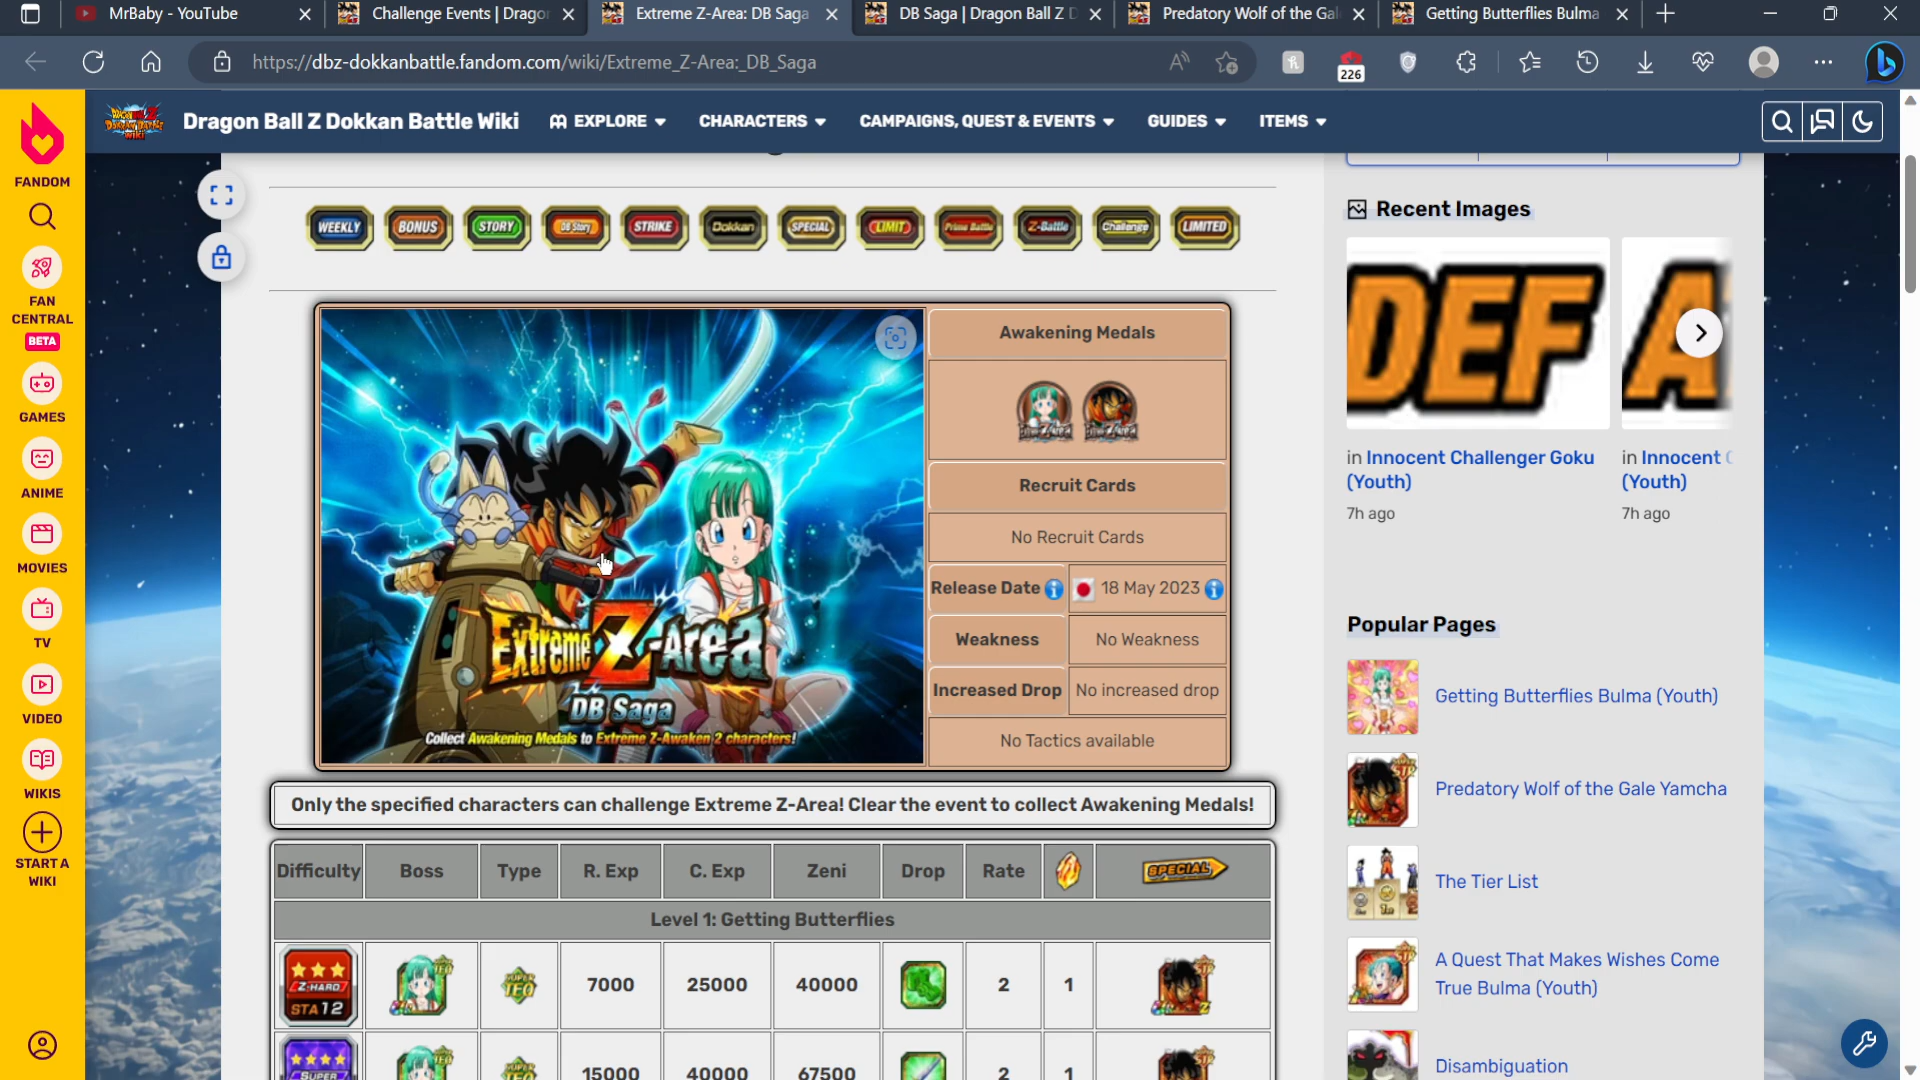 MrBaby - YouTube
Challenge Events | Drago
Extreme Z-Area: DB Saga
DB Saga | Dragon Ball Z D
Predatory Wolf of the Gal
Getting Butterflies Bulma
https://dbz-dokkanbattle.fandom.com/wiki/Extreme_Z-Area:_DB_Saga
226
Dragon Ball Z Dokkan Battle Wiki
EXPLORE
CHARACTERS
CAMPAIGNS, QUEST & EVENTS
GUIDES
ITEMS
FANDOM
FAN
CENTRAL
BETA
GAMES
ANIME
MOVIES
TV
VIDEO
WIKIS
START A
WIKI
WEEKLY
BONUS
STORY
DB Story
STRIKE
Dokkan
SPECIAL
LIMIT
Prime Battle
Z-Battle
Challenge
LIMITED
Extreme Z-Area
DB Saga
Collect Awakening Medals to Extreme Z-Awaken 2 characters!
Awakening Medals
Recruit Cards
No Recruit Cards
Release Date 18 May 2023
Weakness No Weakness
Increased Drop No increased drop
No Tactics available
Only the specified characters can challenge Extreme Z-Area! Clear the event to collect Awakening Medals!
Difficulty Boss Type R. Exp C. Exp Zeni Drop Rate SPECIAL
Level 1: Getting Butterflies
Z-HARD
STA 12
SUPER TEQ
7000 25000 40000 2 1
SUPER
15000 40000 67500 2 1
Recent Images
DEF
A
in Innocent Challenger Goku
(Youth)
7h ago
in Innocent
(Youth)
7h ago
Popular Pages
Getting Butterflies Bulma (Youth)
Predatory Wolf of the Gale Yamcha
The Tier List
A Quest That Makes Wishes Come
True Bulma (Youth)
Disambiguation